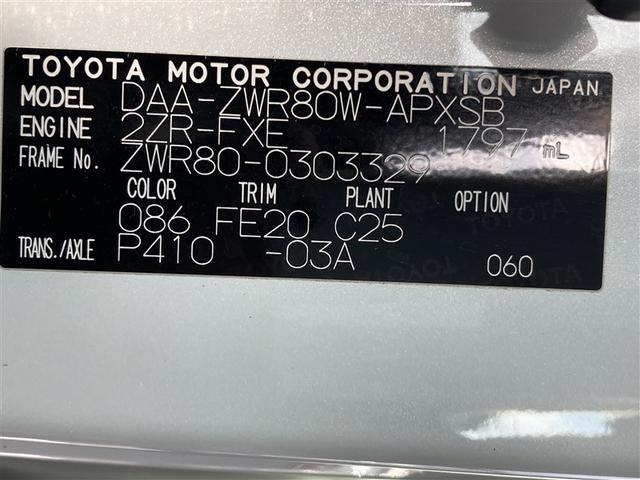 TOYOTA MOTOR CORPORATION JAPAN
MODEL DAA-ZWR80W-APXSB
ENGINE 2ZR-FXE 1797 mL
FRAME No. ZWR80-0303329
COLOR TRIM PLANT OPTION
086 FE20 C25
TRANS./AXLE P410 -03A 060